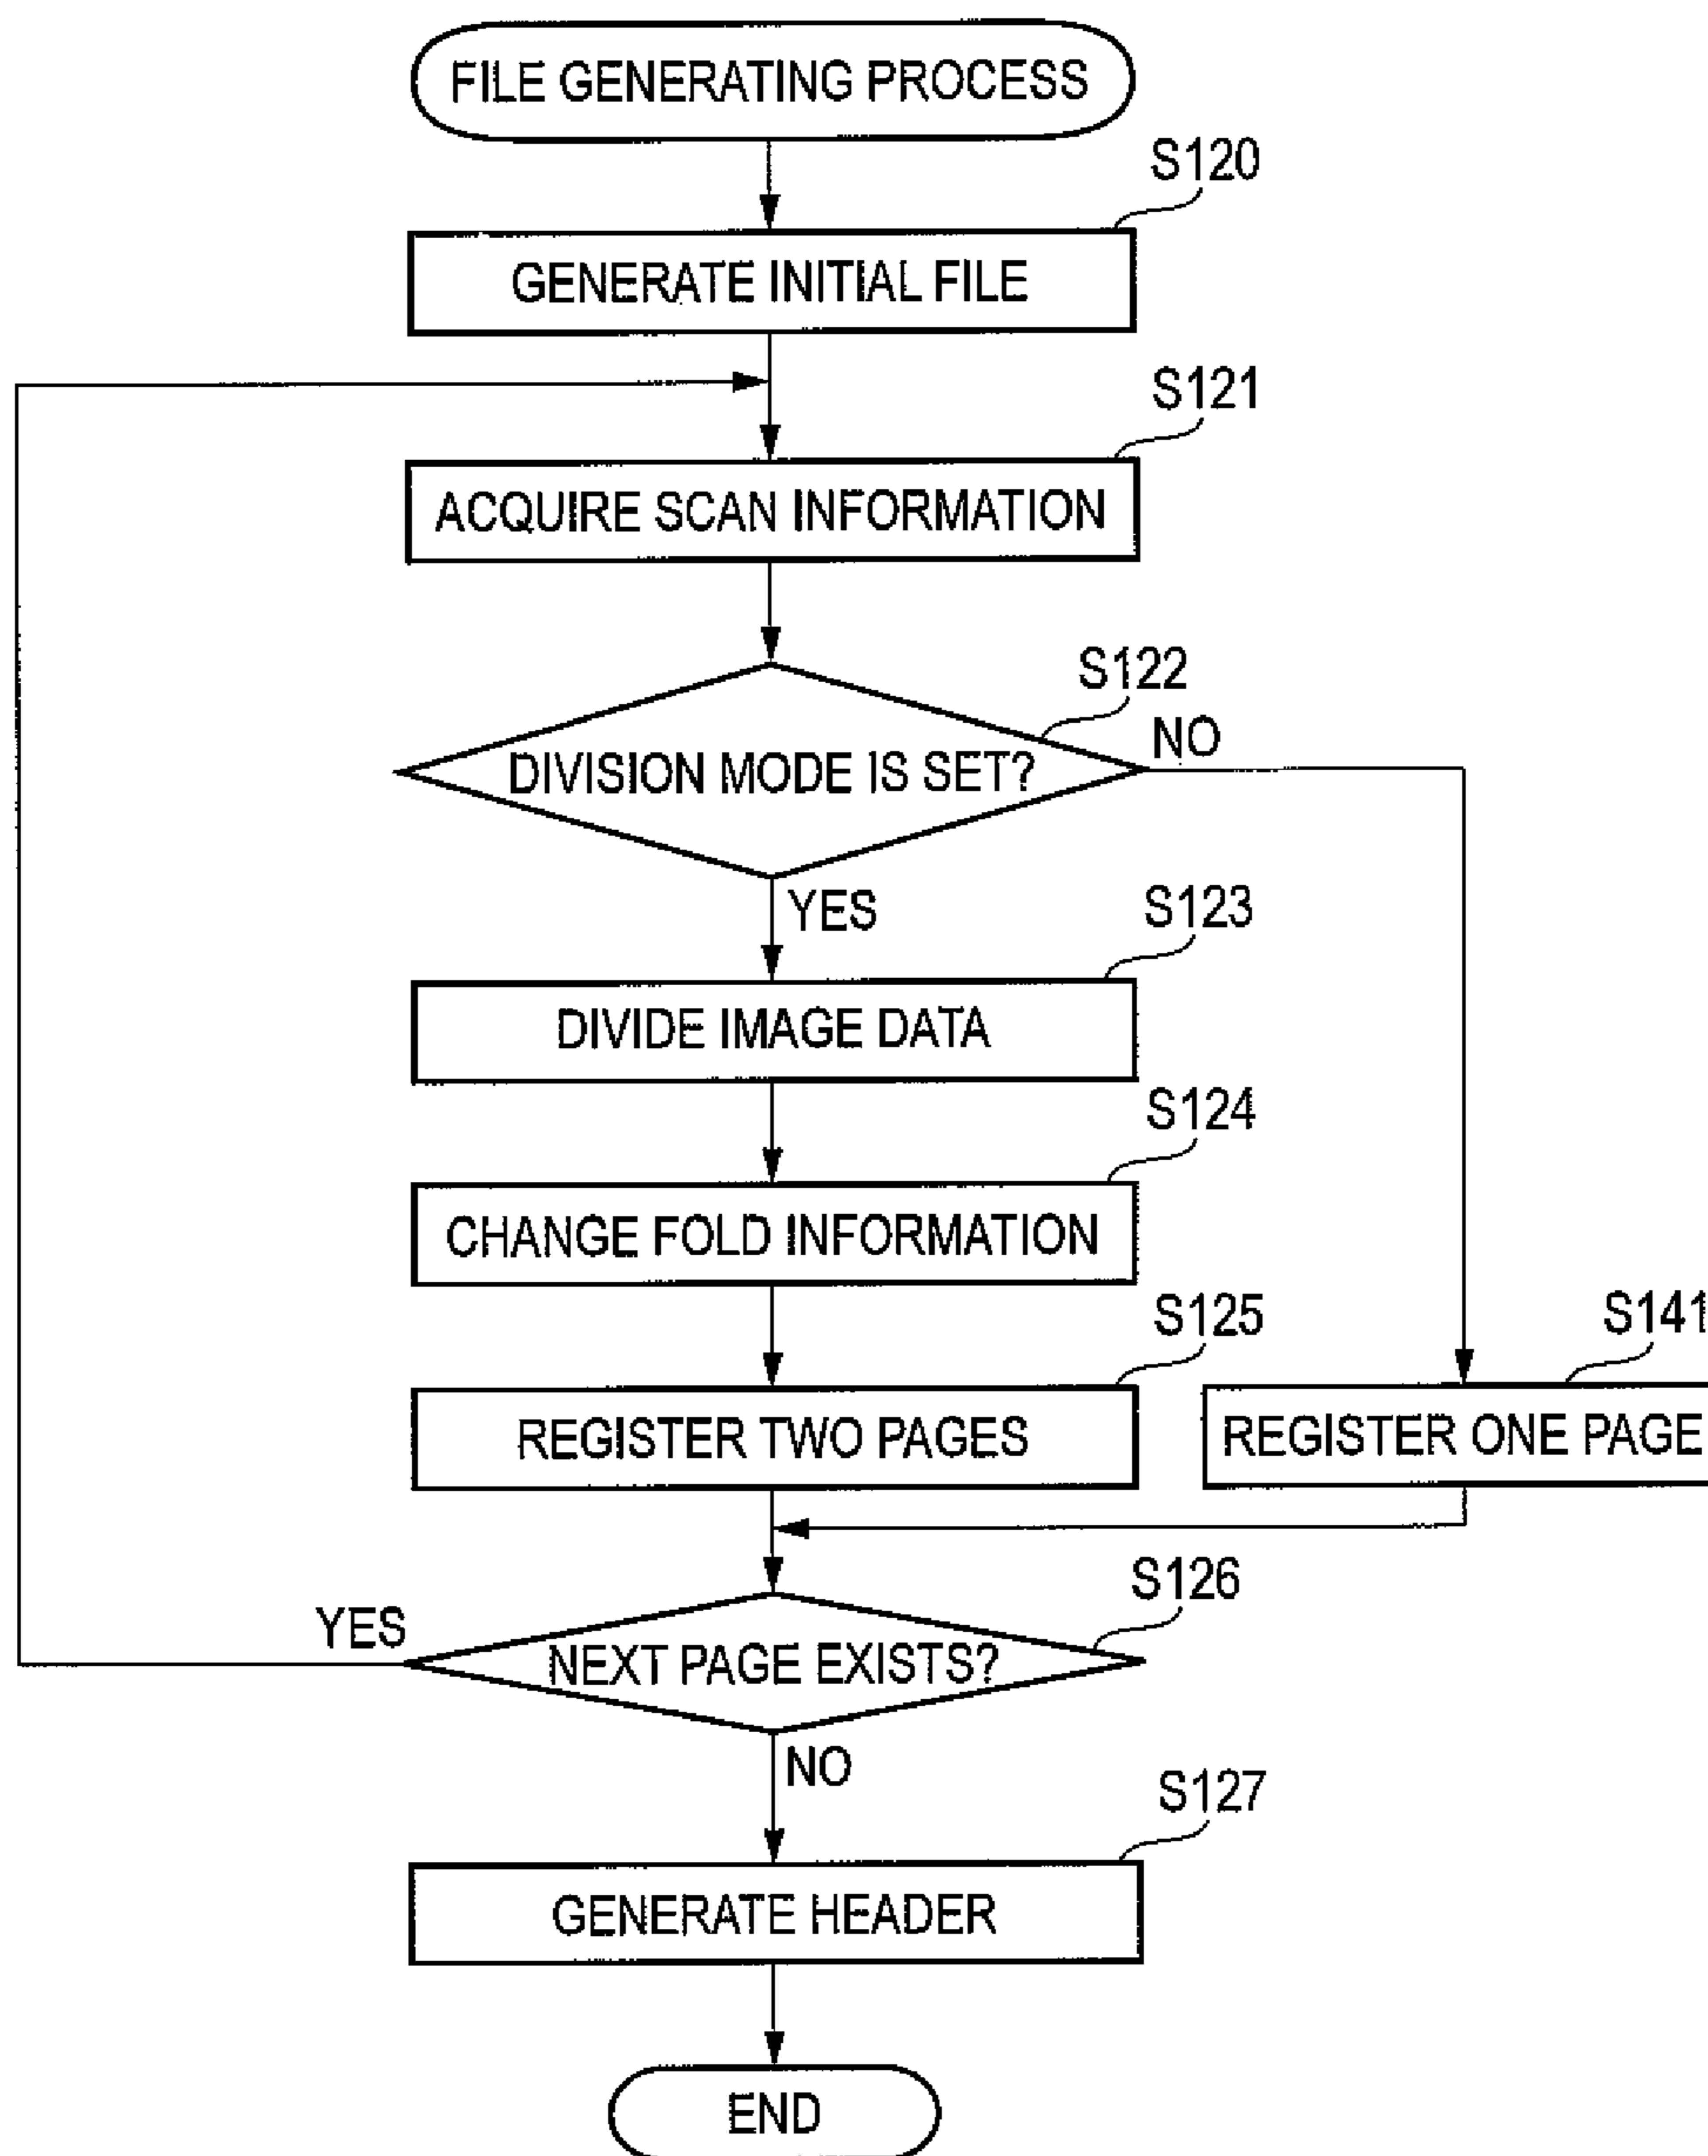 FILE GENERATING PROCESS
S120
GENERATE INITIAL FILE
S121
ACQUIRE SCAN INFORMATION
S122
DIVISION MODE IS SET?
NO
YES
S123
DIVIDE IMAGE DATA
S124
CHANGE FOLD INFORMATION
S125
REGISTER TWO PAGES
S141
REGISTER ONE PAGE
S126
NEXT PAGE EXISTS?
YES
NO
S127
GENERATE HEADER
END